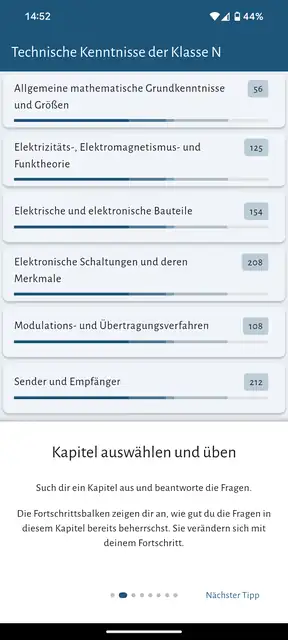 14:52
44%
Technische Kenntnisse der Klasse N
Allgemeine mathematische Grundkenntnisse
und Größen
56
Elektrizitäts-, Elektromagnetismus- und
Funktheorie
125
Elektrische und elektronische Bauteile
154
Elektronische Schaltungen und deren
Merkmale
208
Modulations- und Übertragungsverfahren
108
Sender und Empfänger
212
Kapitel auswählen und üben
Such dir ein Kapitel aus und beantworte die Fragen.
Die Fortschrittsbalken zeigen dir an, wie gut du die Fragen in
diesem Kapitel bereits beherrschst. Sie verändern sich mit
deinem Fortschritt.
Nächster Tipp